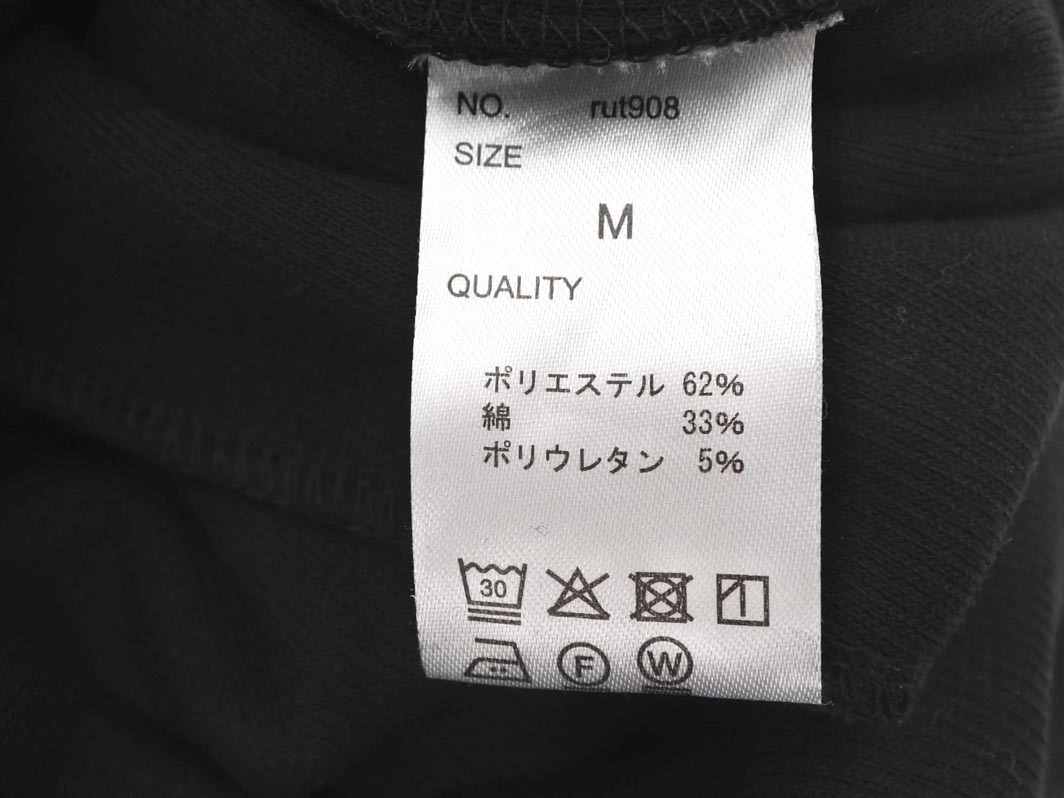 NO. rut908
SIZE
M
QUALITY
ポリエステル 62%
綿 33%
ポリウレタン 5%
30
F W